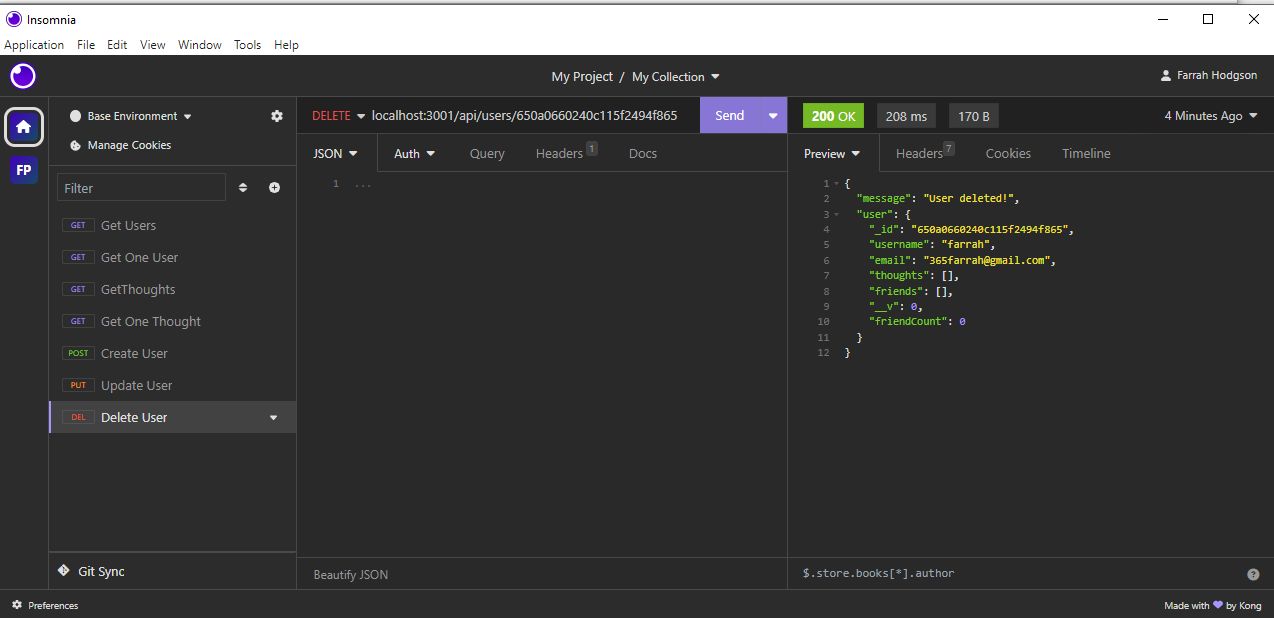 Insomnia
Application File Edit View Window Tools Help
My Project / My Collection
Farrah Hodgson
Base Environment
Manage Cookies
FP
Filter
GET Get Users
GET Get One User
GET GetThoughts
GET Get One Thought
POST Create User
PUT Update User
DEL Delete User
Git Sync
Preferences
DELETE localhost:3001/api/users/650a0660240c115f2494f865 Send
JSON Auth Query Headers 1 Docs
1 ...
Beautify JSON
200 OK 208 ms 170 B 4 Minutes Ago
Preview Headers 7 Cookies Timeline
1 {
2 "message": "User deleted!",
3 "user": {
4 "_id": "650a0660240c115f2494f865",
5 "username": "farrah",
6 "email": "365farrah@gmail.com",
7 "thoughts": [],
8 "friends": [],
9 "__v": 0,
10 "friendCount": 0
11 }
12 }
$.store.books[*].author
?
Made with by Kong